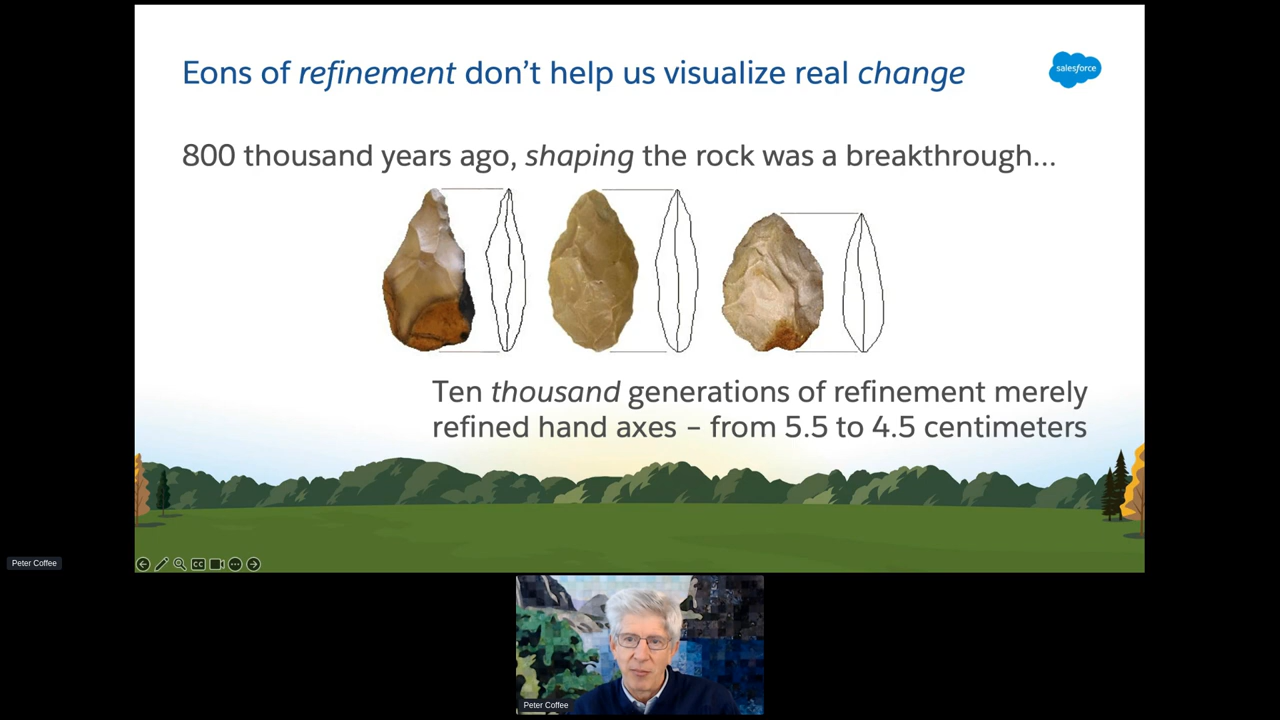 Eons of refinement don't help us visualize real change
salesforce
800 thousand years ago, shaping the rock was a breakthrough...
Ten thousand generations of refinement merely
refined hand axes – from 5.5 to 4.5 centimeters
CC
Peter Coffee
Peter Coffee